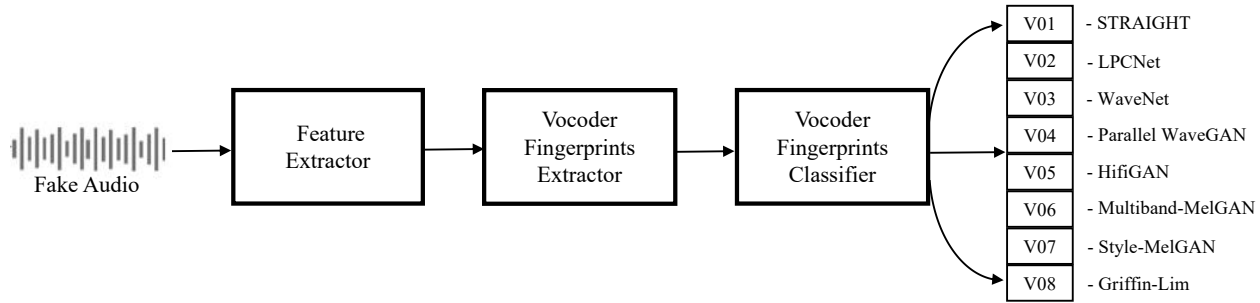 Fake Audio
Feature
Extractor
Vocoder
Fingerprints
Extractor
Vocoder
Fingerprints
Classifier
V01 - STRAIGHT
V02 - LPCNet
V03 - WaveNet
V04 - Parallel WaveGAN
V05 - HifiGAN
V06 - Multiband-MelGAN
V07 - Style-MelGAN
V08 - Griffin-Lim